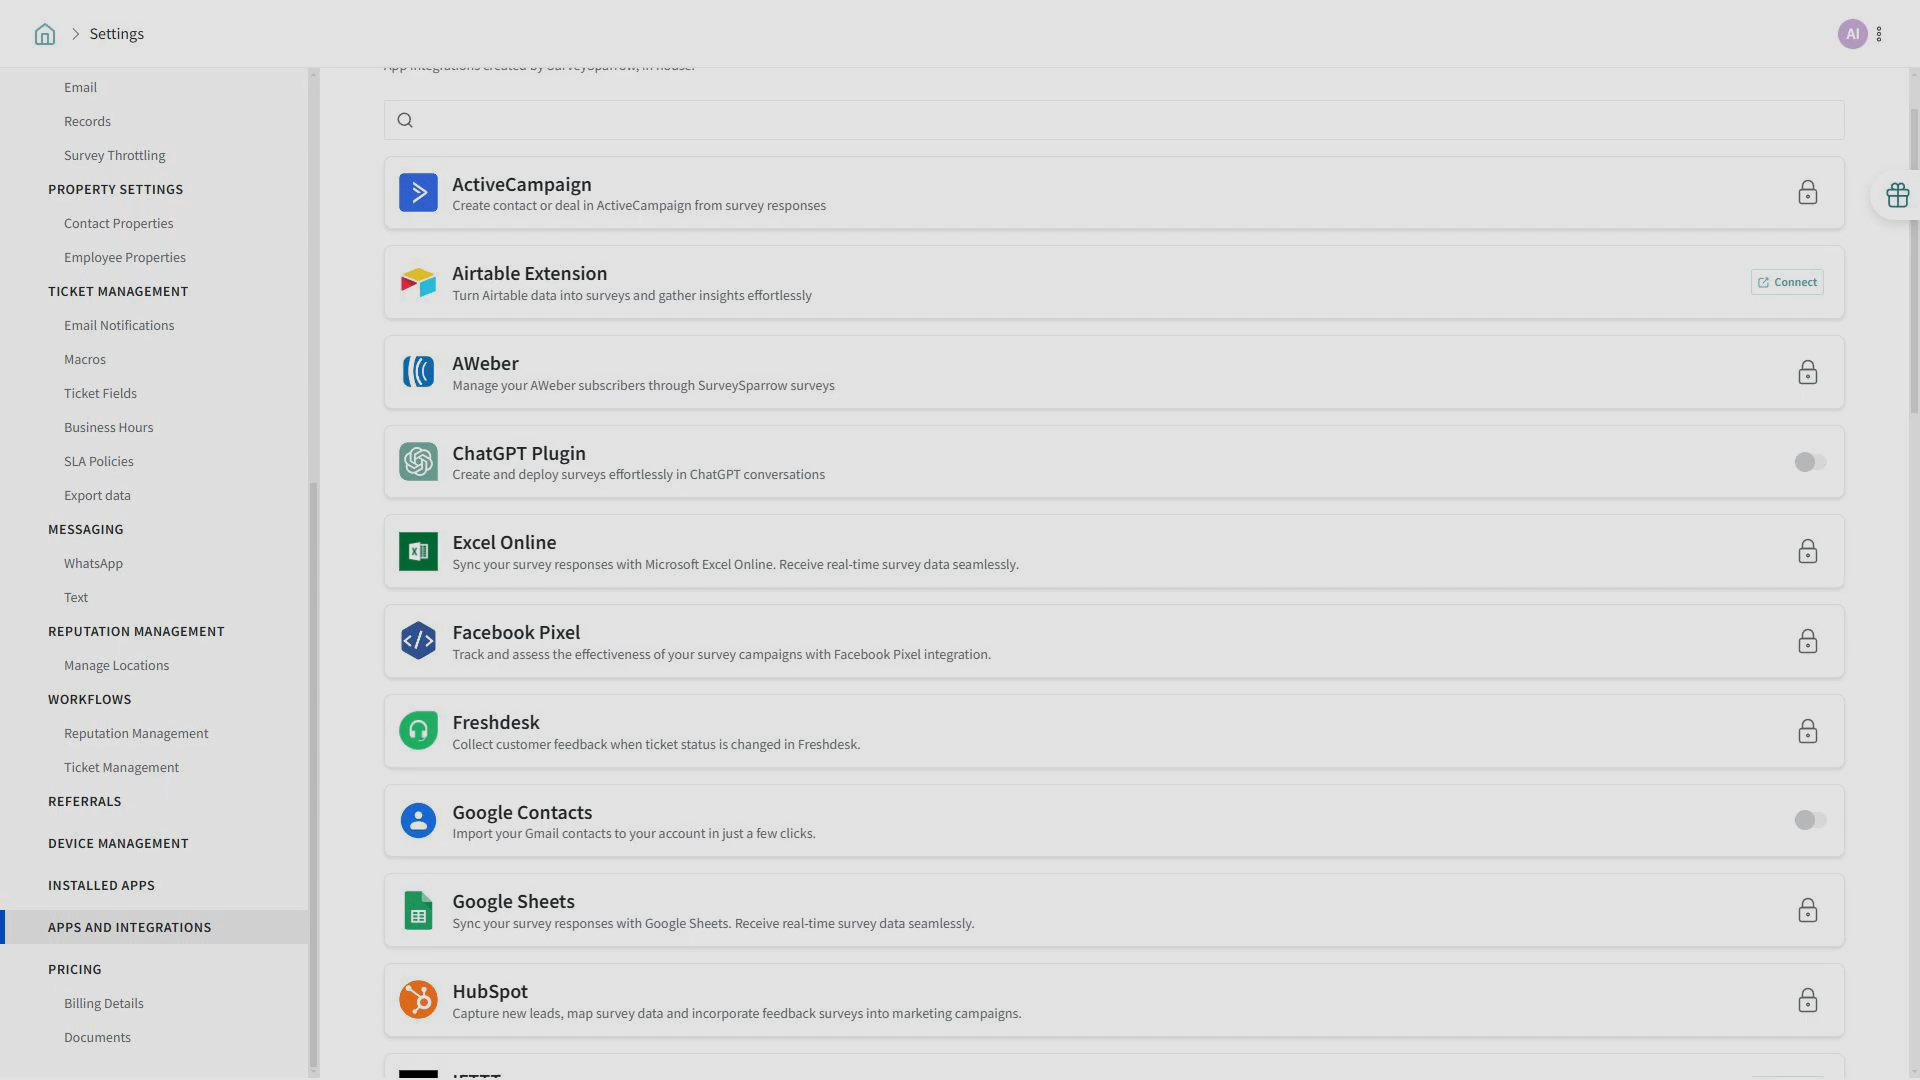 Settings
AI
Email
Records
Survey Throttling
PROPERTY SETTINGS
Contact Properties
Employee Properties
TICKET MANAGEMENT
Email Notifications
Macros
Ticket Fields
Business Hours
SLA Policies
Export data
MESSAGING
WhatsApp
Text
REPUTATION MANAGEMENT
Manage Locations
WORKFLOWS
Reputation Management
Ticket Management
REFERRALS
DEVICE MANAGEMENT
INSTALLED APPS
APPS AND INTEGRATIONS
PRICING
Billing Details
Documents
App integrations created by SurveySparrow, in house.
ActiveCampaign
Create contact or deal in ActiveCampaign from survey responses
Airtable Extension
Turn Airtable data into surveys and gather insights effortlessly
Connect
AWeber
Manage your AWeber subscribers through SurveySparrow surveys
ChatGPT Plugin
Create and deploy surveys effortlessly in ChatGPT conversations
Excel Online
Sync your survey responses with Microsoft Excel Online. Receive real-time survey data seamlessly.
Facebook Pixel
Track and assess the effectiveness of your survey campaigns with Facebook Pixel integration.
Freshdesk
Collect customer feedback when ticket status is changed in Freshdesk.
Google Contacts
Import your Gmail contacts to your account in just a few clicks.
Google Sheets
Sync your survey responses with Google Sheets. Receive real-time survey data seamlessly.
HubSpot
Capture new leads, map survey data and incorporate feedback surveys into marketing campaigns.
IFTTT